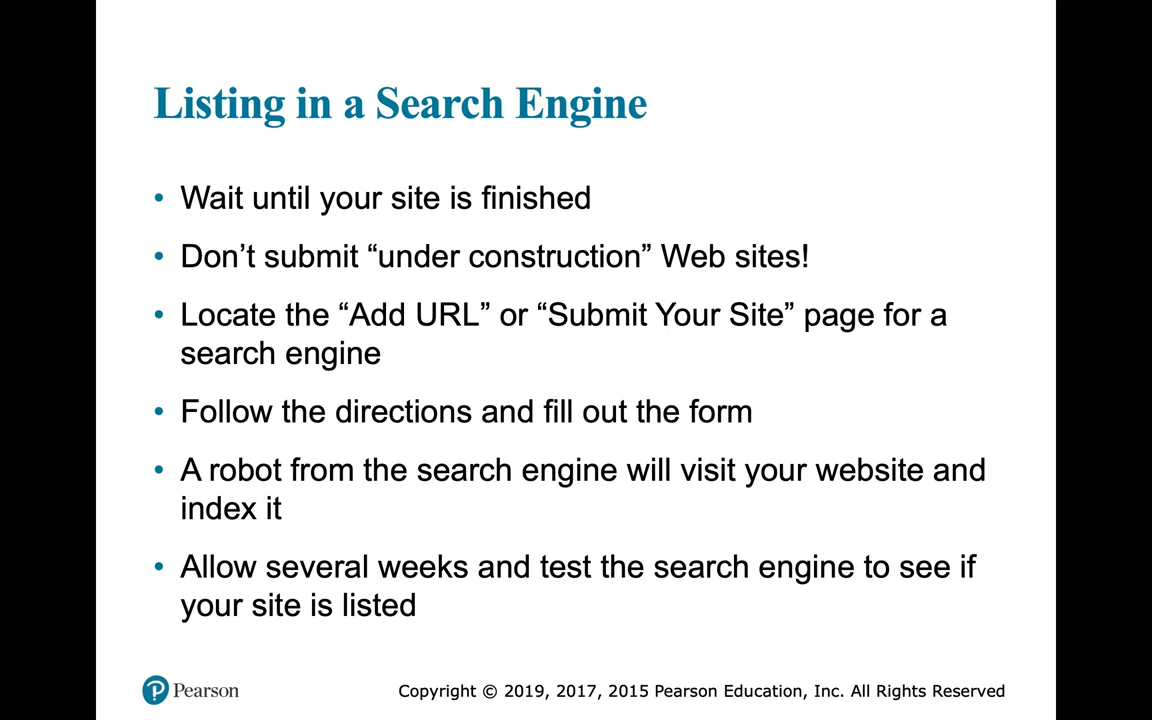 Listing in a Search Engine
• Wait until your site is finished
• Don’t submit “under construction” Web sites!
• Locate the “Add URL” or “Submit Your Site” page for a
search engine
• Follow the directions and fill out the form
• A robot from the search engine will visit your website and
index it
• Allow several weeks and test the search engine to see if
your site is listed
P Pearson
Copyright © 2019, 2017, 2015 Pearson Education, Inc. All Rights Reserved